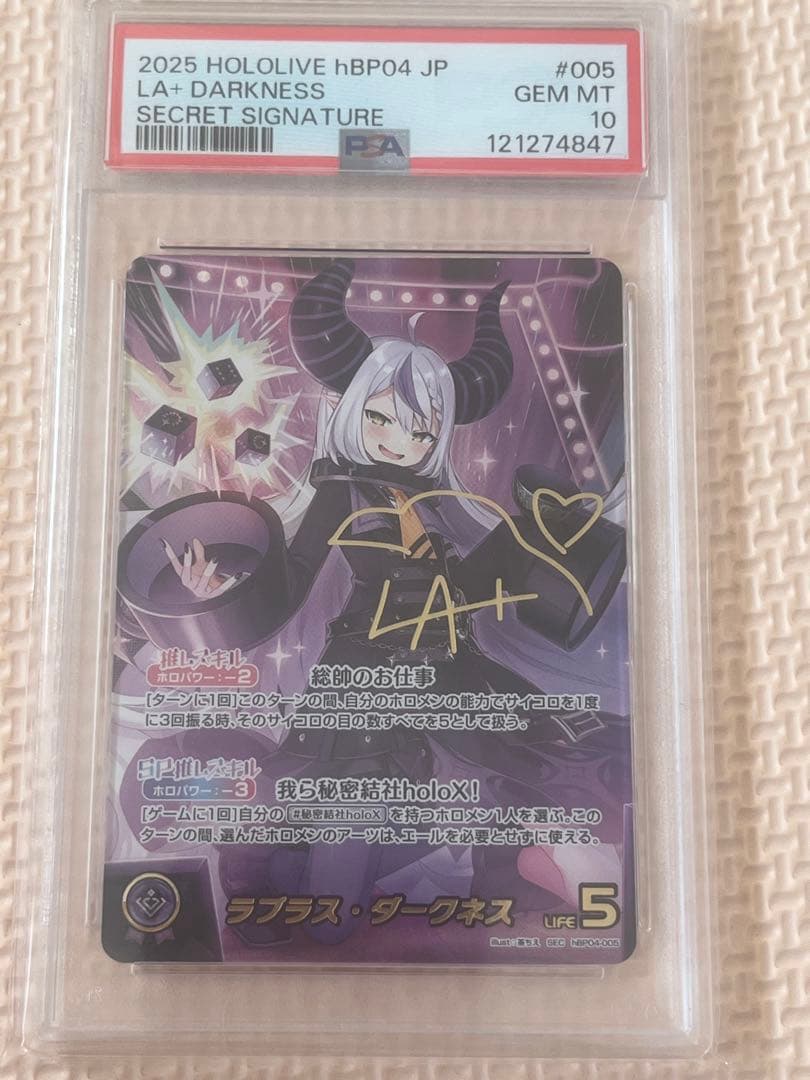 2025 HOLOLIVE hBP04 JP #005
LA+ DARKNESS GEM MT
SECRET SIGNATURE 10
PSA 121274847
LA+
推しスキル
ホロパワー：－2 総帥のお仕事
[ターンに1回]このターンの間、自分のホロメンの能力でサイコロを1度
に3回振る時、そのサイコロの目の数すべてを5として扱う。
SP推しスキル
ホロパワー：－3 我ら秘密結社holoX！
[ゲームに1回]自分の #秘密結社holoX を持つホロメン1人を選ぶ。この
ターンの間、選んだホロメンのアーツは、エールを必要とせずに使える。
ラプラス・ダークネス LIFE 5
illust: 茶ちえ SEC hBP04-005